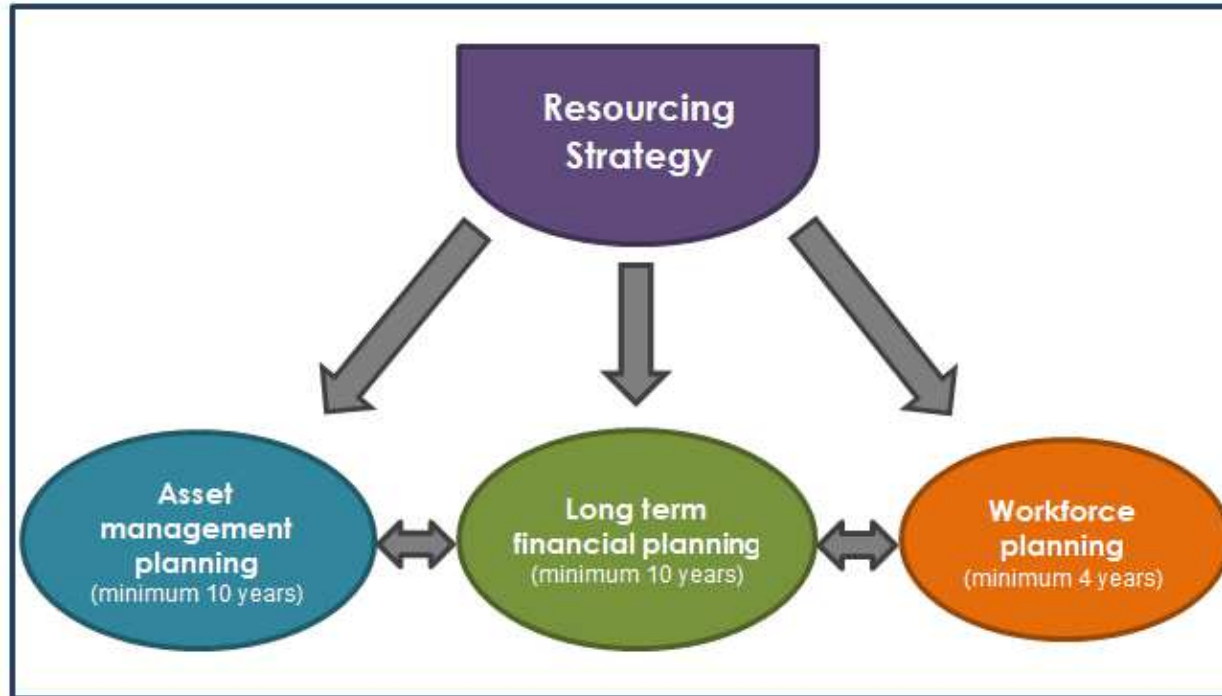 Resourcing
Strategy
Asset
management
planning
(minimum 10 years)
Long term
financial planning
(minimum 10 years)
Workforce
planning
(minimum 4 years)